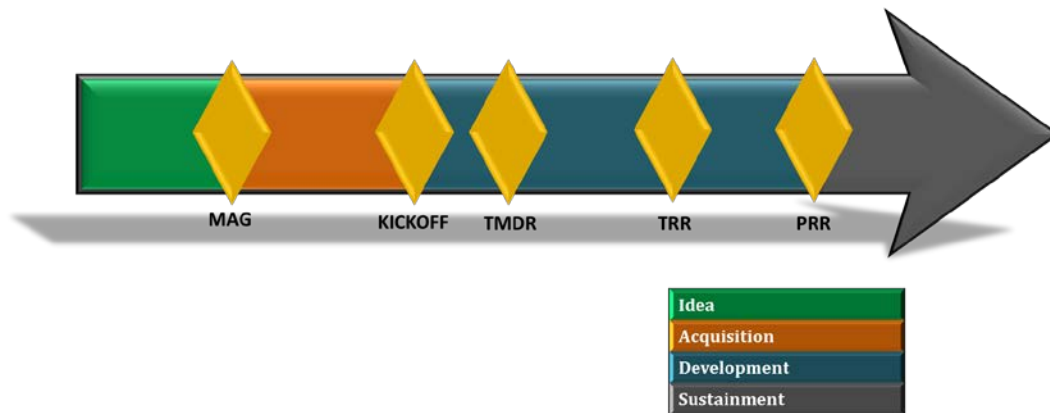 MAG
KICKOFF
TMDR
TRR
PRR
Idea
Acquisition
Development
Sustainment